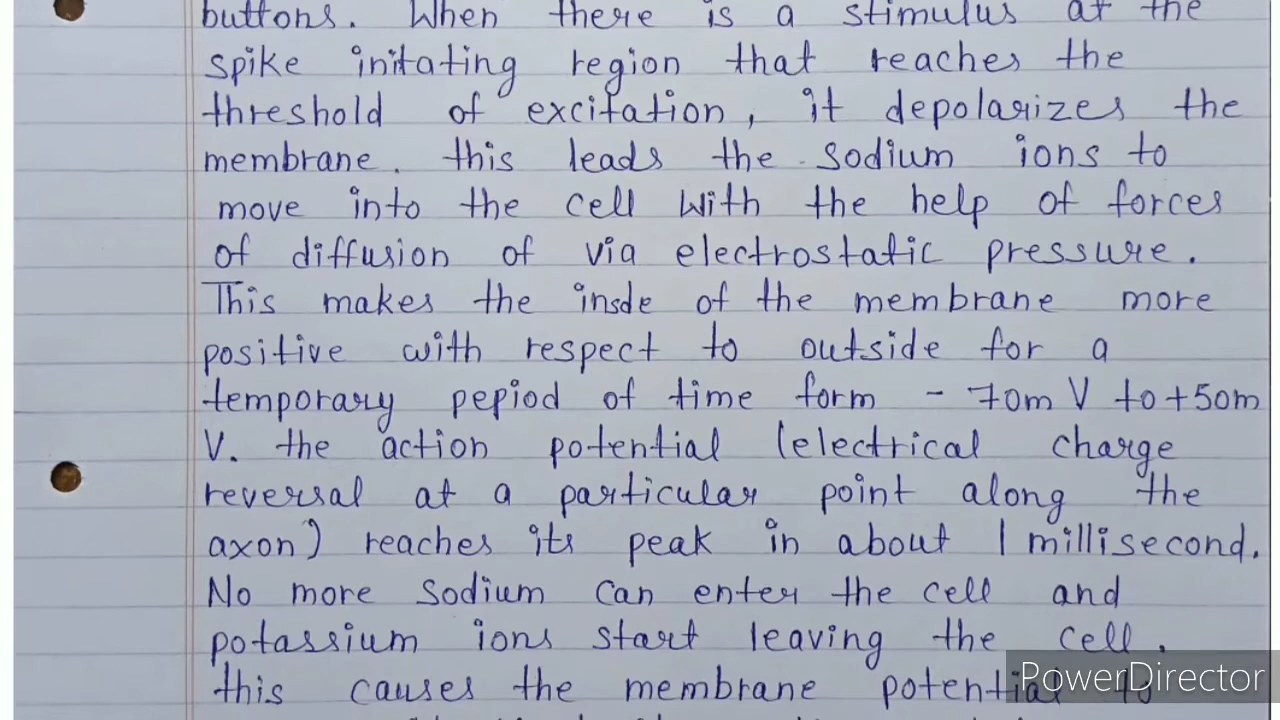 buttons. When there is a stimulus at the
spike initating region that reaches the
threshold of excitation, it depolarizes the
membrane. this leads the sodium ions to
move into the cell with the help of forces
of diffusion of via electrostatic pressure.
This makes the insde of the membrane more
positive with respect to outside for a
temporary pepiod of time form - 70m V to +50m
V. the action potential (electrical charge
reversal at a particular point along the
axon) reaches its peak in about 1 millisecond.
No more sodium can enter the cell and
potassium ions start leaving the cell.
this causes the membrane potential to
PowerDirector